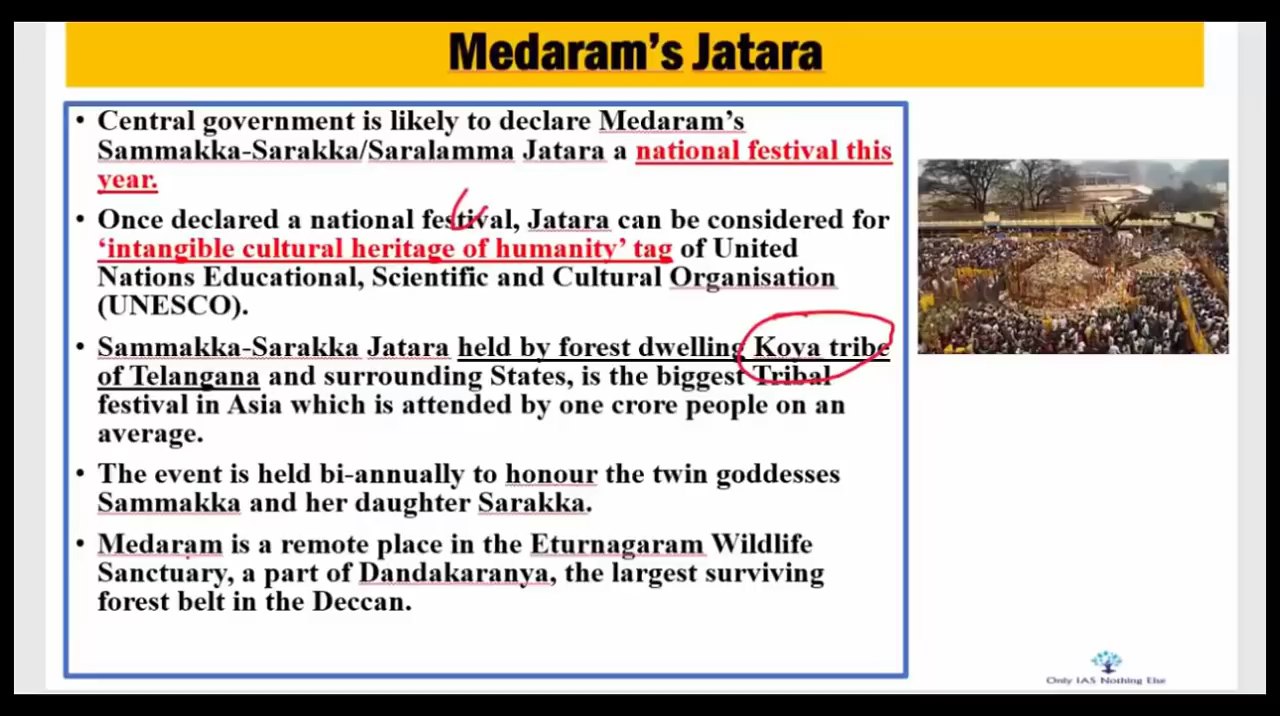 Medaram's Jatara
• Central government is likely to declare Medaram's
Sammakka-Sarakka/Saralamma Jatara a national festival this
year.
• Once declared a national festival, Jatara can be considered for
'intangible cultural heritage of humanity' tag of United
Nations Educational, Scientific and Cultural Organisation
(UNESCO).
• Sammakka-Sarakka Jatara held by forest dwelling Koya tribe
of Telangana and surrounding States, is the biggest Tribal
festival in Asia which is attended by one crore people on an
average.
• The event is held bi-annually to honour the twin goddesses
Sammakka and her daughter Sarakka.
• Medaram is a remote place in the Eturnagaram Wildlife
Sanctuary, a part of Dandakaranya, the largest surviving
forest belt in the Deccan.
Only IAS Nothing Else